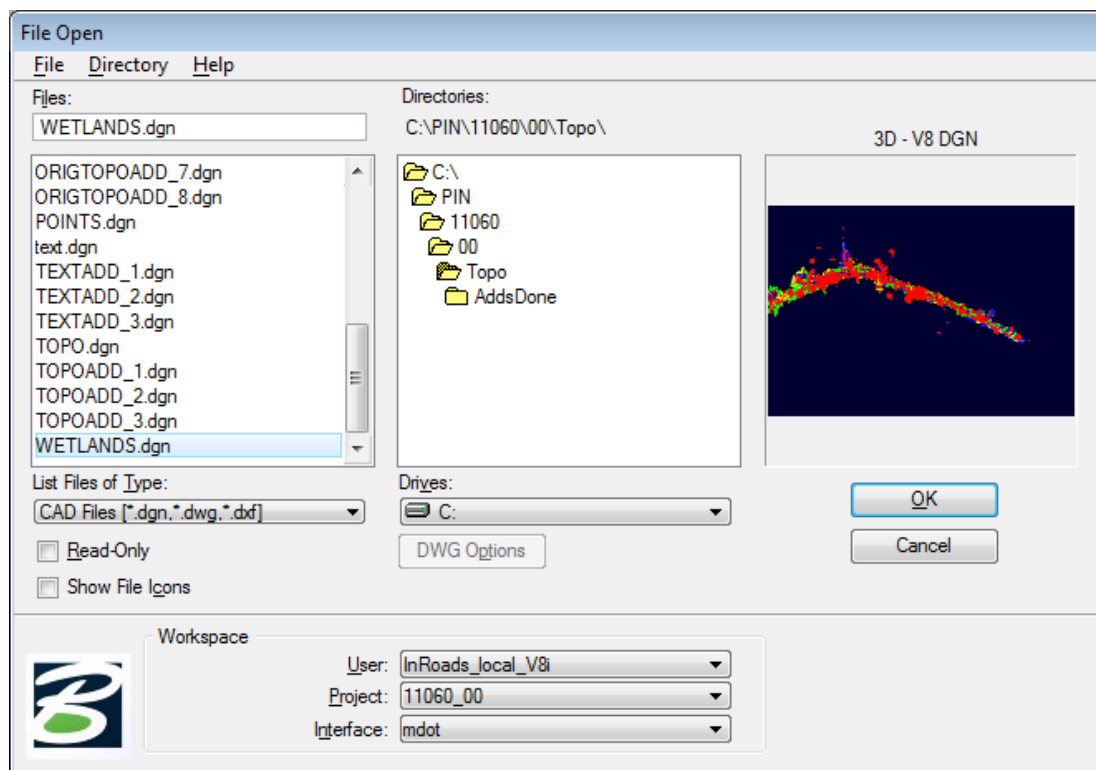 File Open
File Directory Help
Files:
WETLANDS.dgn
ORIGTOPOADD_7.dgn
ORIGTOPOADD_8.dgn
POINTS.dgn
text.dgn
TEXTADD_1.dgn
TEXTADD_2.dgn
TEXTADD_3.dgn
TOPO.dgn
TOPOADD_1.dgn
TOPOADD_2.dgn
TOPOADD_3.dgn
WETLANDS.dgn
List Files of Type:
CAD Files [*.dgn,*.dwg,*.dxf]
Read-Only
Show File Icons
Directories:
C:\PIN\11060\00\Topo\
C:\
PIN
11060
00
Topo
AddsDone
Drives:
C:
DWG Options
3D - V8 DGN
OK
Cancel
Workspace
User: InRoads_local_V8i
Project: 11060_00
Interface: mdot
B